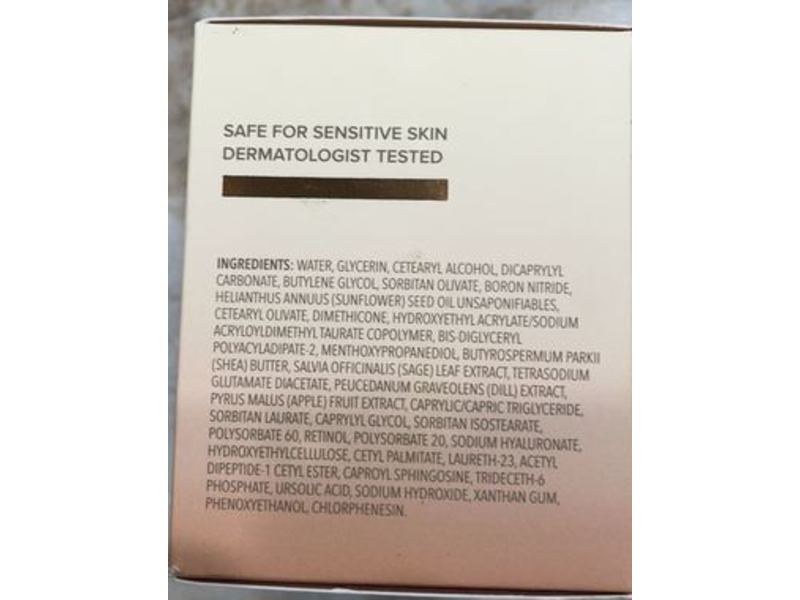 SAFE FOR SENSITIVE SKIN
DERMATOLOGIST TESTED
INGREDIENTS: WATER, GLYCERIN, CETEARYL ALCOHOL, DICAPRYLYL
CARBONATE, BUTYLENE GLYCOL, SORBITAN OLIVATE, BORON NITRIDE,
HELIANTHUS ANNUUS (SUNFLOWER) SEED OIL UNSAPONIFIABLES,
CETEARYL OLIVATE, DIMETHICONE, HYDROXYETHYL ACRYLATE/SODIUM
ACRYLOYLDIMETHYL TAURATE COPOLYMER, BIS-DIGLYCERYL
POLYACYLADIPATE-2, MENTHOXYPROPANEDIOL, BUTYROSPERMUM PARKII
(SHEA) BUTTER, SALVIA OFFICINALIS (SAGE) LEAF EXTRACT, TETRASODIUM
GLUTAMATE DIACETATE, PEUCEDANUM GRAVEOLENS (DILL) EXTRACT,
PYRUS MALUS (APPLE) FRUIT EXTRACT, CAPRYLIC/CAPRIC TRIGLYCERIDE,
SORBITAN LAURATE, CAPRYLYL GLYCOL, SORBITAN ISOSTEARATE,
POLYSORBATE 60, RETINOL, POLYSORBATE 20, SODIUM HYALURONATE,
HYDROXYETHYLCELLULOSE, CETYL PALMITATE, LAURETH-23, ACETYL
DIPEPTIDE-1 CETYL ESTER, CAPROYL SPHINGOSINE, TRIDECETH-6
PHOSPHATE, URSOLIC ACID, SODIUM HYDROXIDE, XANTHAN GUM,
PHENOXYETHANOL, CHLORPHENESIN.